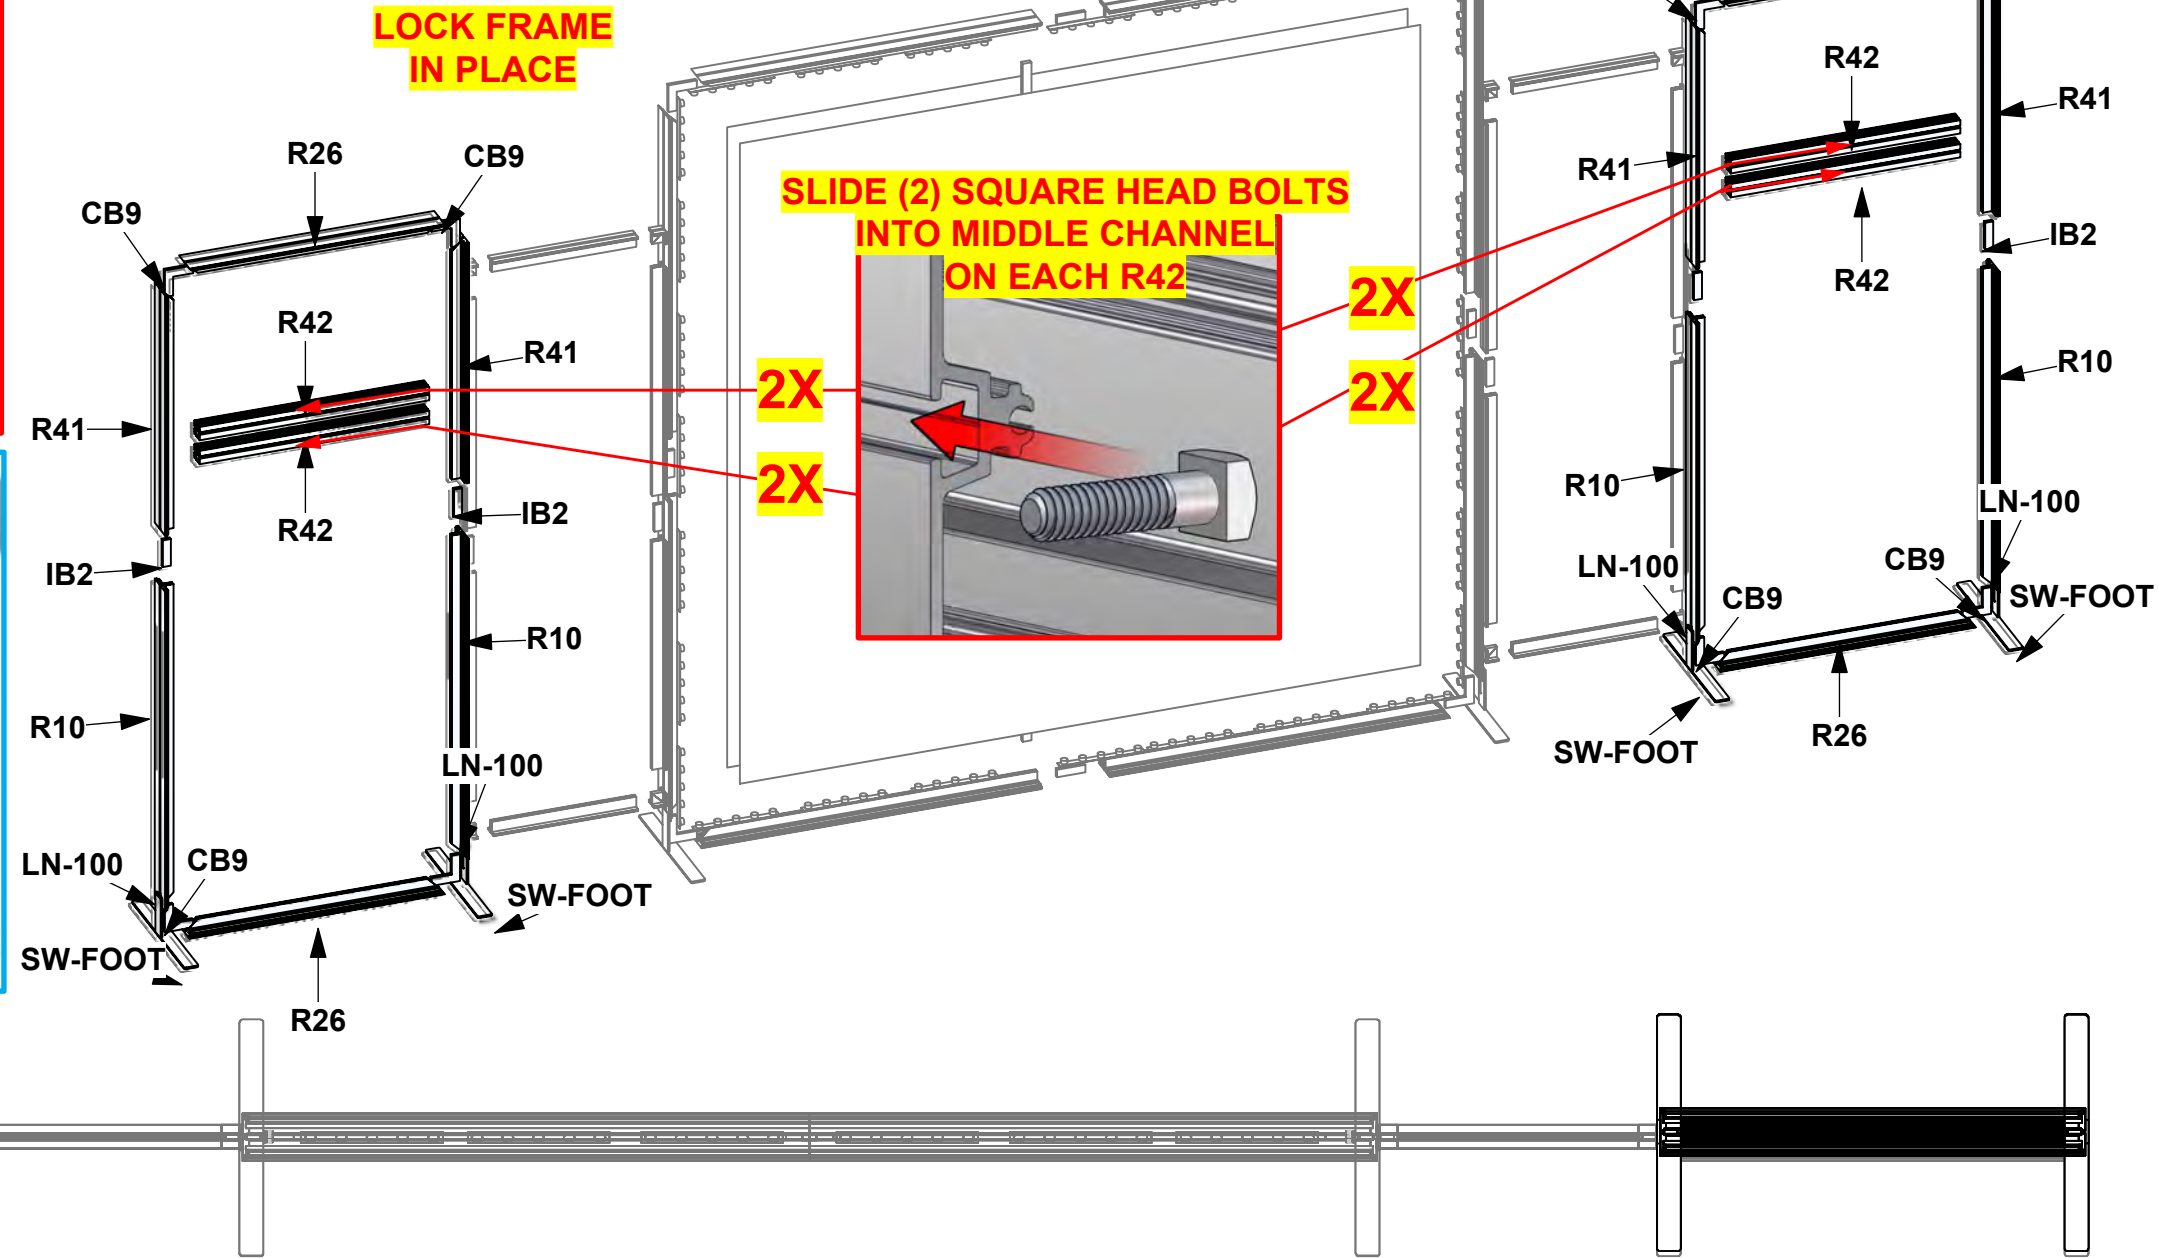 LOCK FRAME
IN PLACE
R26
CB9
CB9
R42
R41
R41
R42
IB2
IB2
R10
R10
LN-100
LN-100
CB9
SW-FOOT
SW-FOOT
R26
SLIDE (2) SQUARE HEAD BOLTS
INTO MIDDLE CHANNEL
ON EACH R42
2X
2X
2X
2X
R42
R41
R41
IB2
R42
R10
R10
LN-100
LN-100
CB9
CB9
SW-FOOT
SW-FOOT
R26